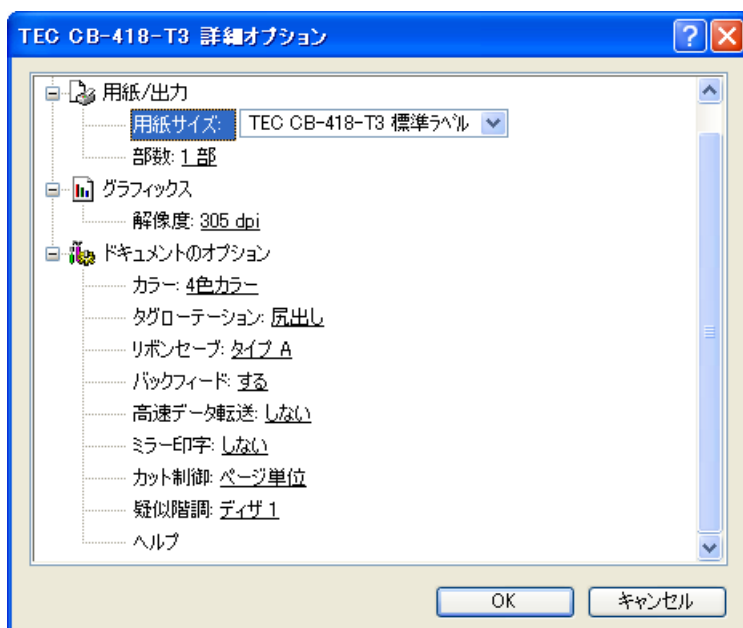 TEC CB-418-T3 詳細オプション
用紙/出力
用紙サイズ: TEC CB-418-T3 標準ラベル
部数: 1 部
グラフィックス
解像度: 305 dpi
ドキュメントのオプション
カラー: 4色カラー
タグローテーション: 尻出し
リボンセーブ: タイプ A
バックフィード: する
高速データ転送: しない
ミラー印字: しない
カット制御: ページ単位
疑似階調: ディザ 1
ヘルプ
OK キャンセル